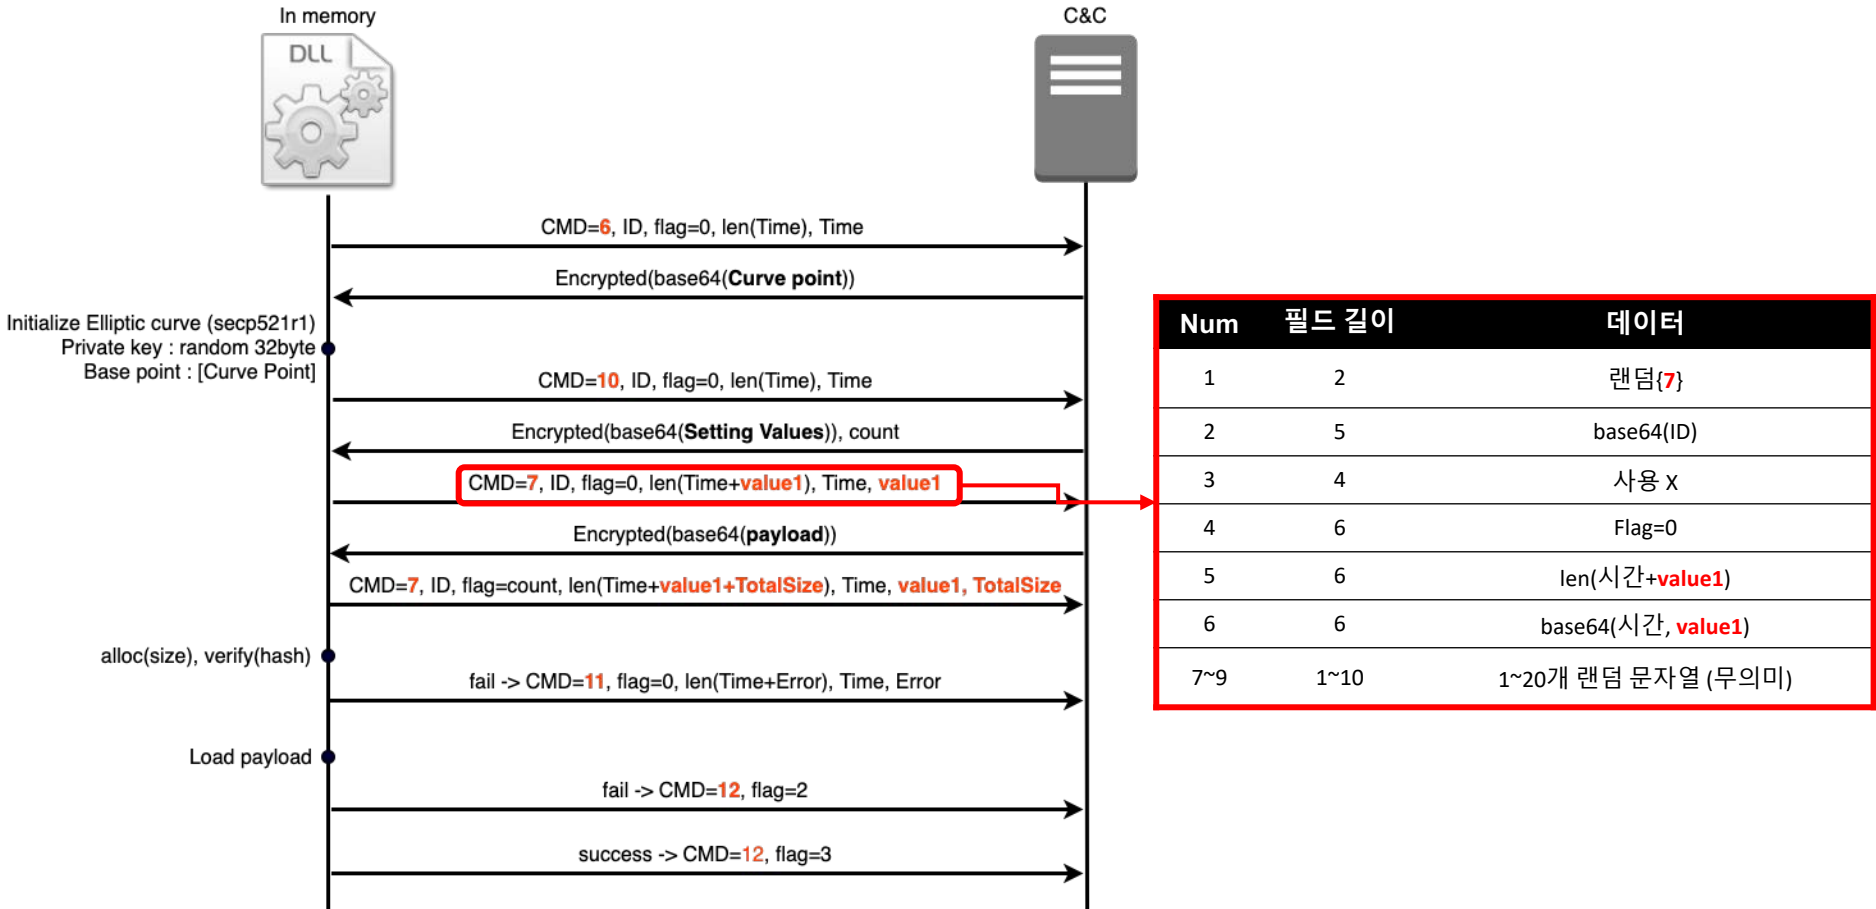 In memory
C&C
DLL
CMD=6, ID, flag=0, len(Time), Time
Encrypted(base64(Curve point))
Initialize Elliptic curve (secp521r1)
Private key : random 32byte
Base point : [Curve Point]
CMD=10, ID, flag=0, len(Time), Time
Encrypted(base64(Setting Values)), count
CMD=7, ID, flag=0, len(Time+value1), Time, value1
Encrypted(base64(payload))
CMD=7, ID, flag=count, len(Time+value1+TotalSize), Time, value1, TotalSize
alloc(size), verify(hash)
fail -> CMD=11, flag=0, len(Time+Error), Time, Error
Load payload
fail -> CMD=12, flag=2
success -> CMD=12, flag=3
Num 필드 길이 데이터
1 2 랜덤{7}
2 5 base64(ID)
3 4 사용 X
4 6 Flag=0
5 6 len(시간+value1)
6 6 base64(시간, value1)
7~9 1~10 1~20개 랜덤 문자열 (무의미)